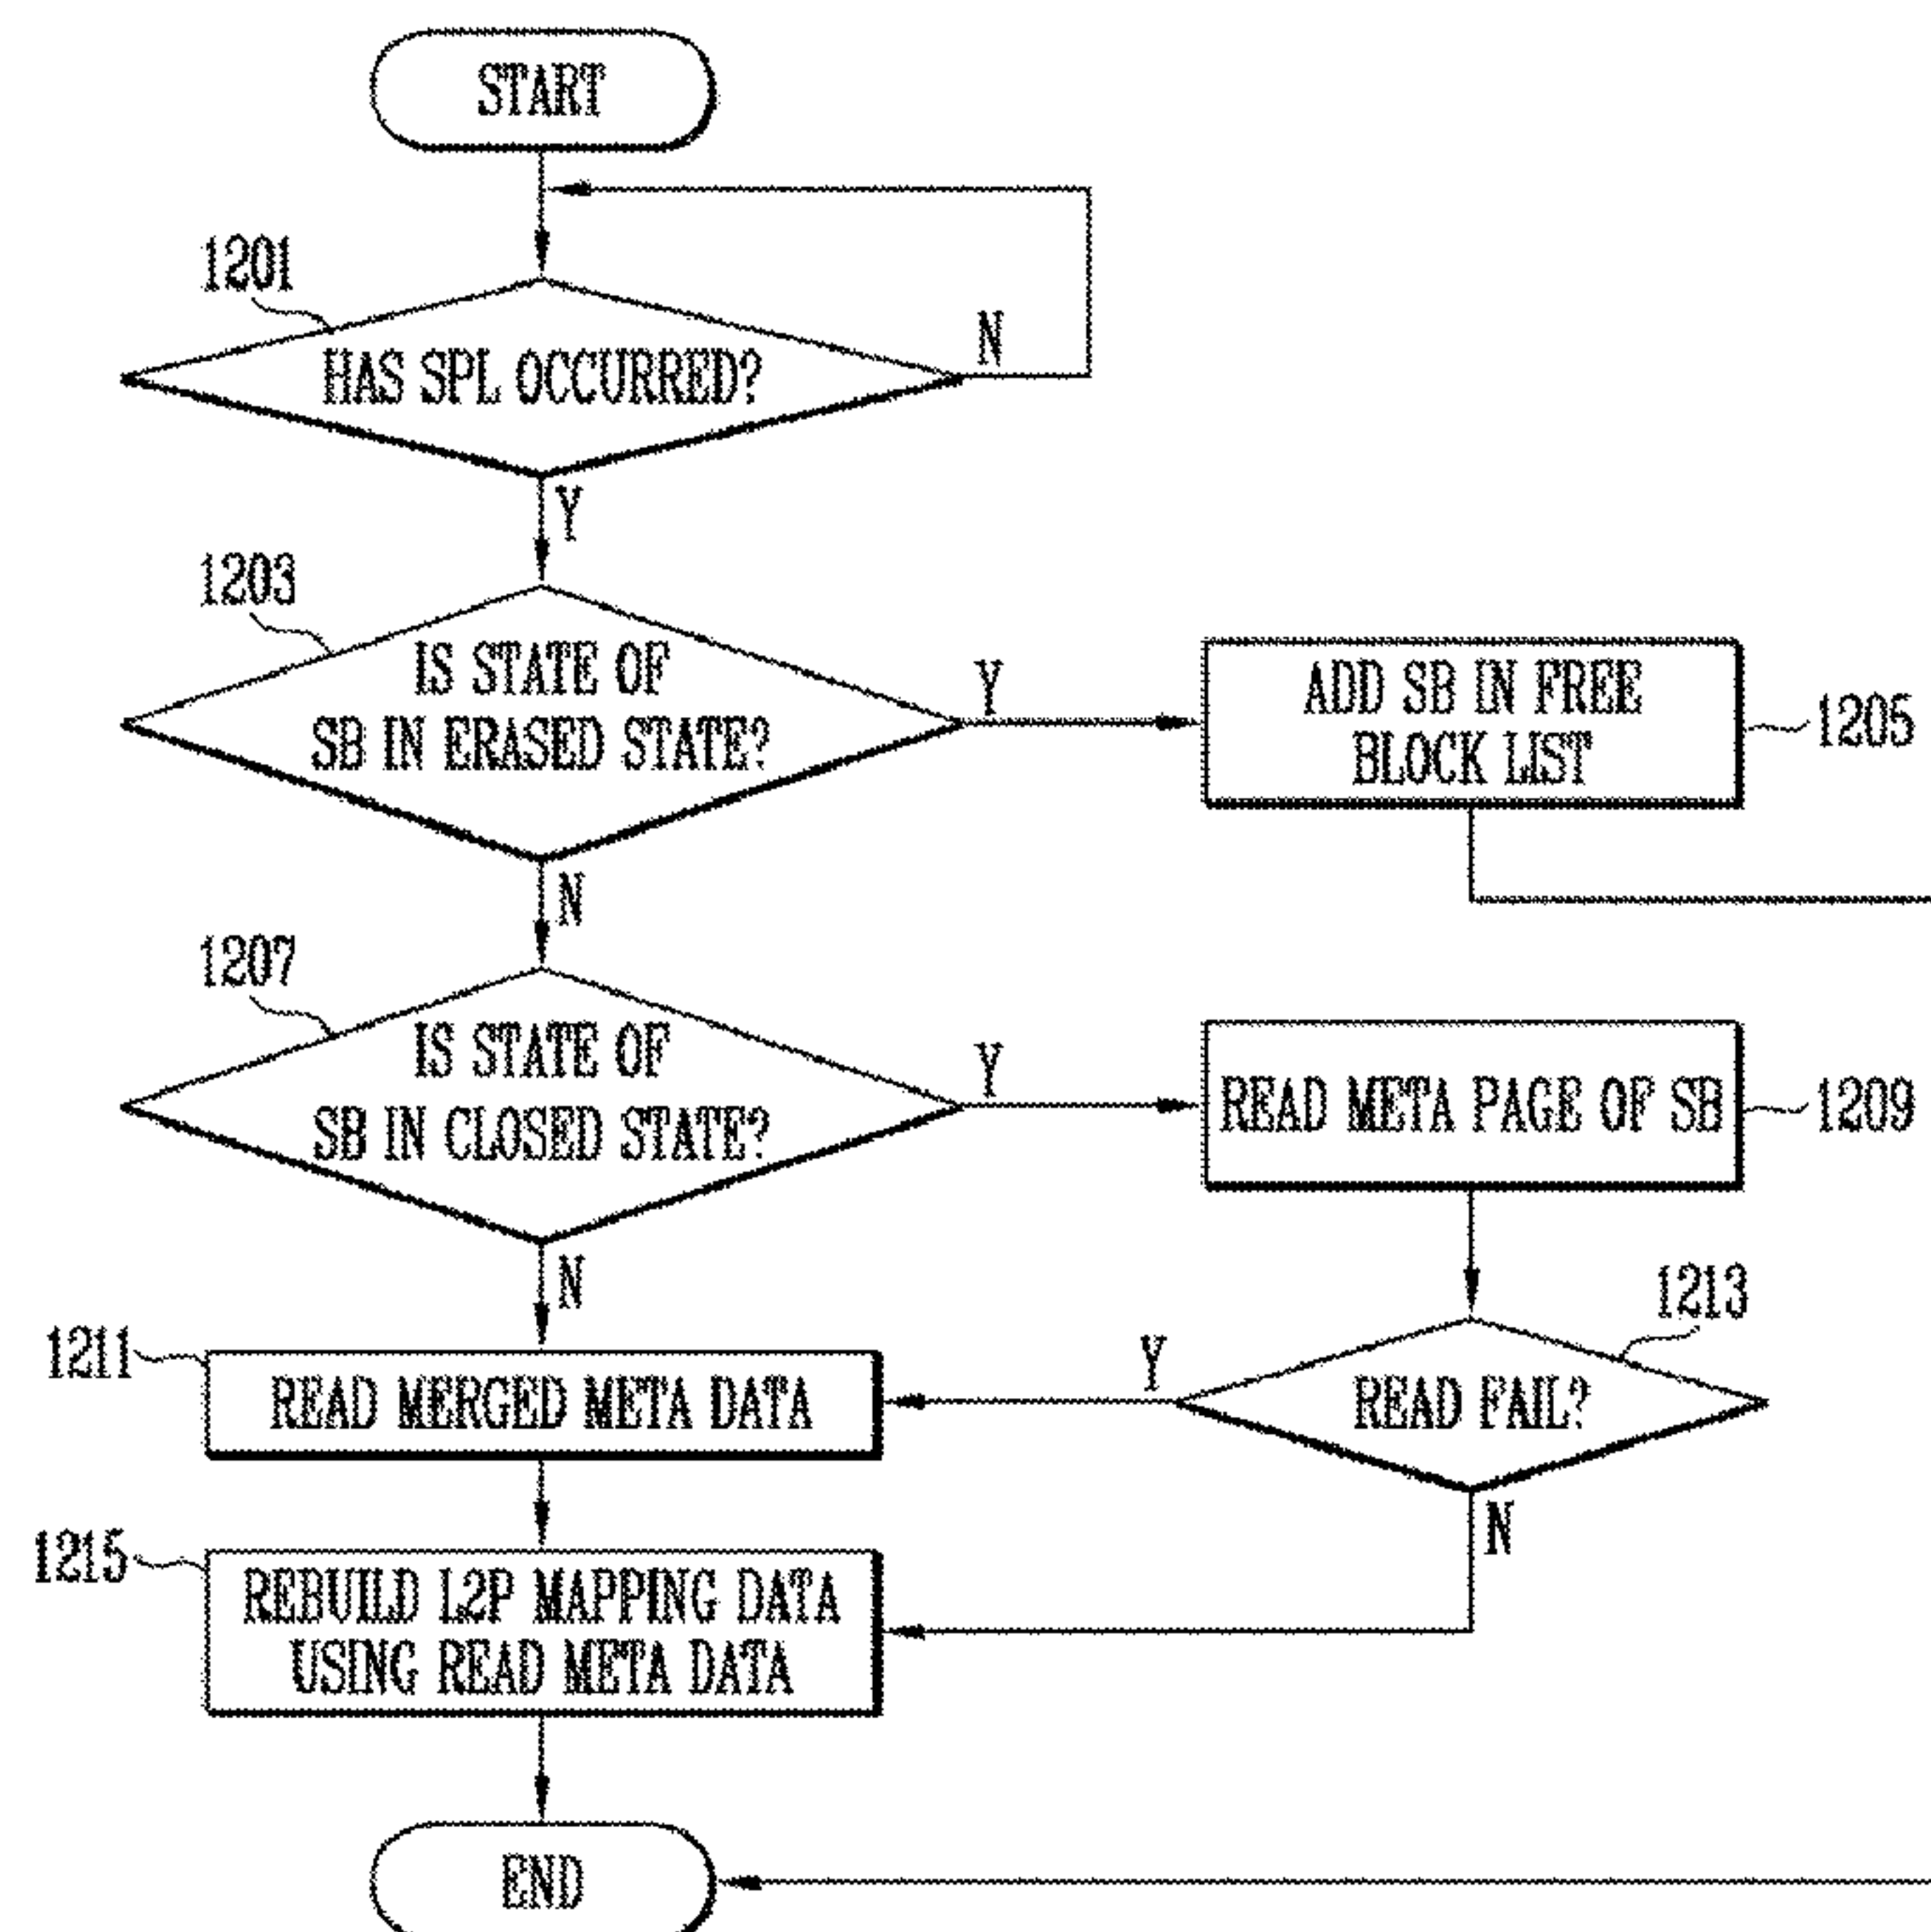 START
1201
HAS SPL OCCURRED?
N
Y
1203
IS STATE OF
SB IN ERASED STATE?
Y
ADD SB IN FREE
BLOCK LIST
1205
N
1207
IS STATE OF
SB IN CLOSED STATE?
Y
READ META PAGE OF SB
1209
N
1213
1211
READ MERGED META DATA
Y
READ FAIL?
N
1215
REBUILD L2P MAPPING DATA
USING READ META DATA
END